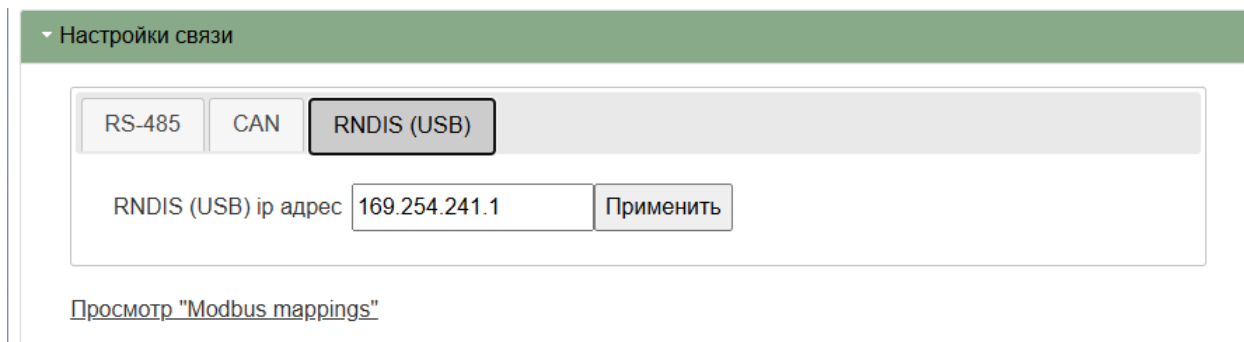 Настройки связи
RS-485 CAN RNDIS (USB)
RNDIS (USB) ip адрес 169.254.241.1 Применить
Просмотр "Modbus mappings"